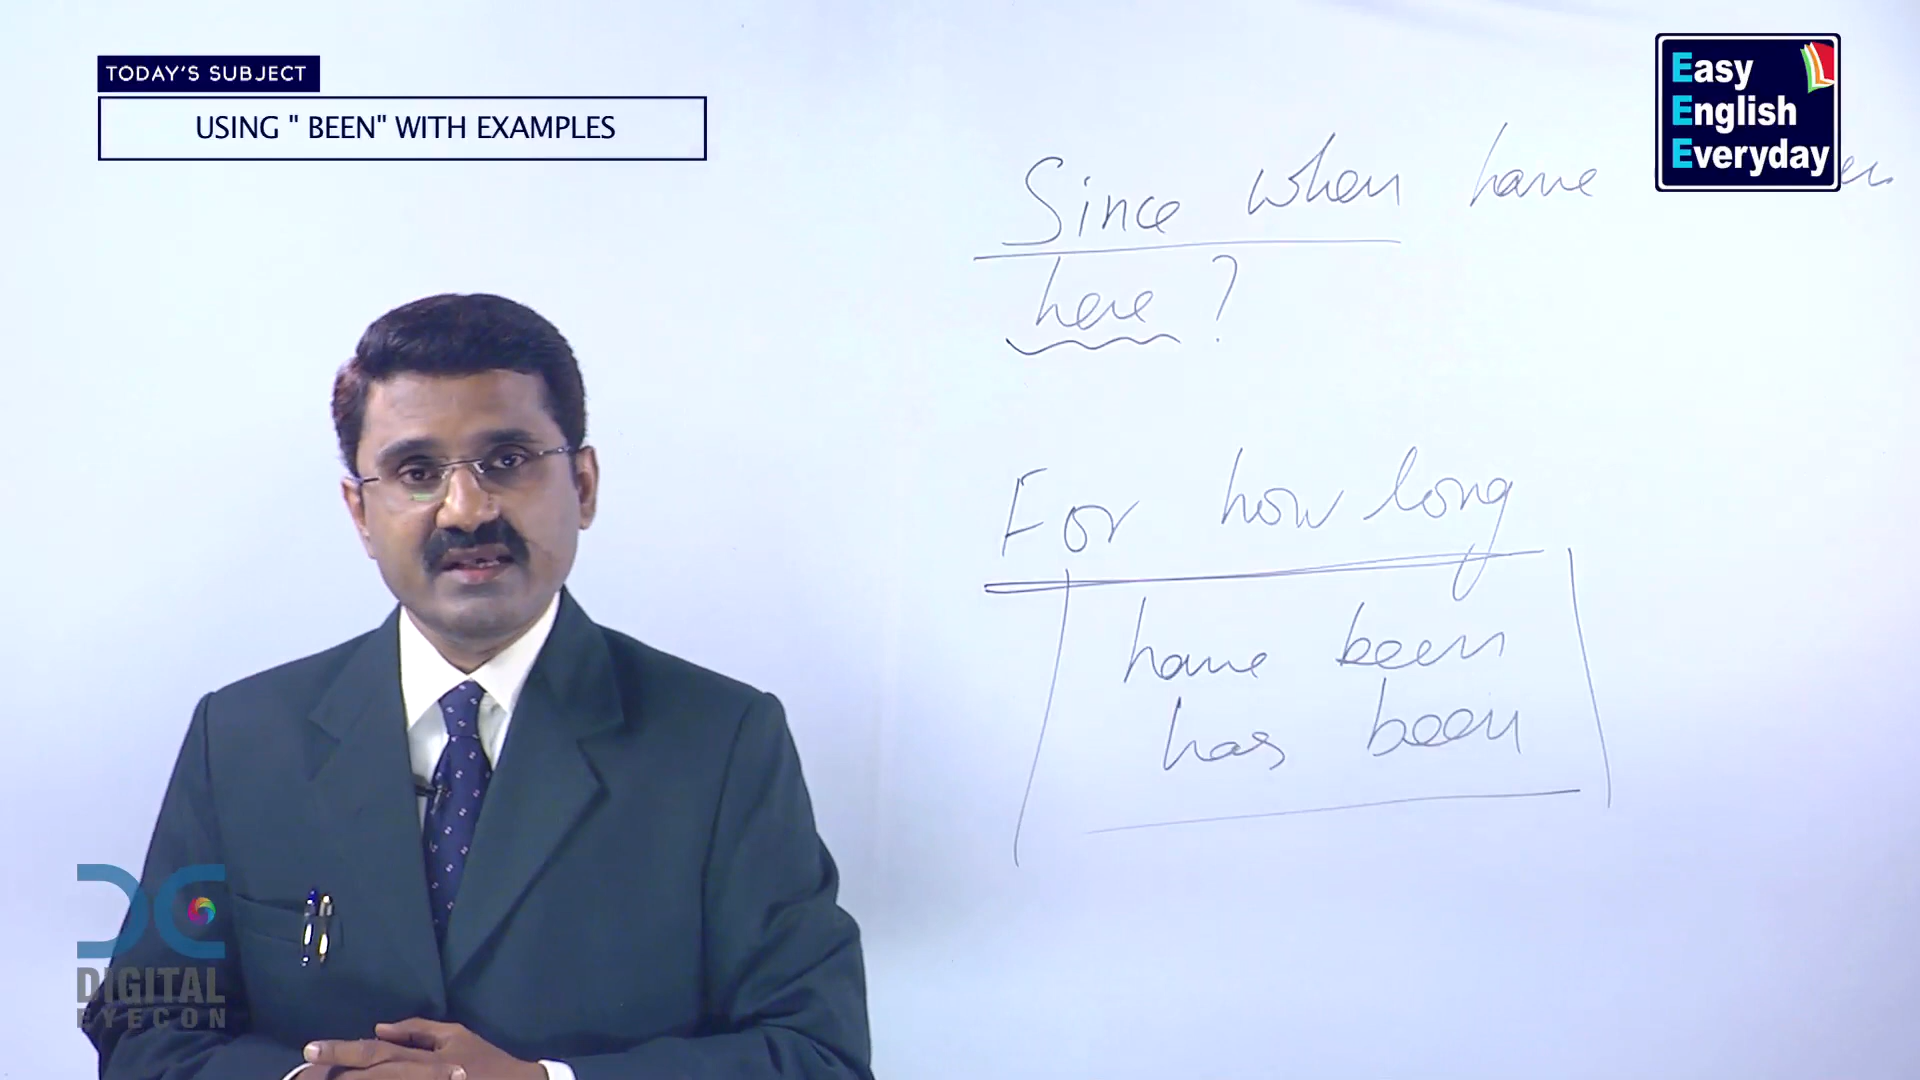 TODAY'S SUBJECT
USING " BEEN" WITH EXAMPLES
Easy
English
Everyday
Since when have
here ?
For how long
have been
has been
DIGITAL
EYECON